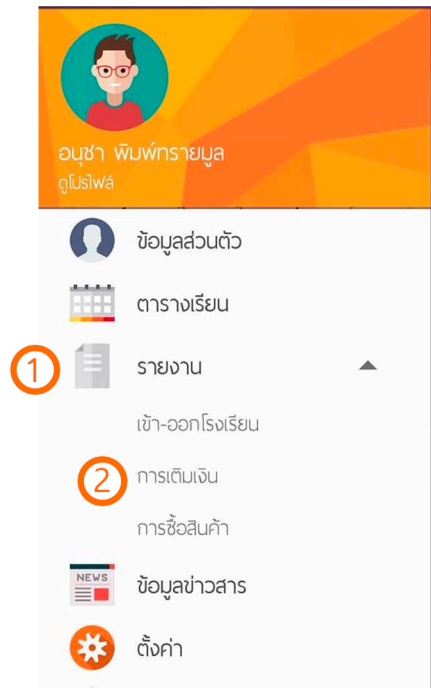 อนุชา พิมพ์ทรายมูล
ดูโปรไฟล์
ข้อมูลส่วนตัว
ตารางเรียน
1 รายงาน
เข้า-ออกโรงเรียน
2 การเติมเงิน
การซื้อสินค้า
NEWS ข้อมูลข่าวสาร
ตั้งค่า